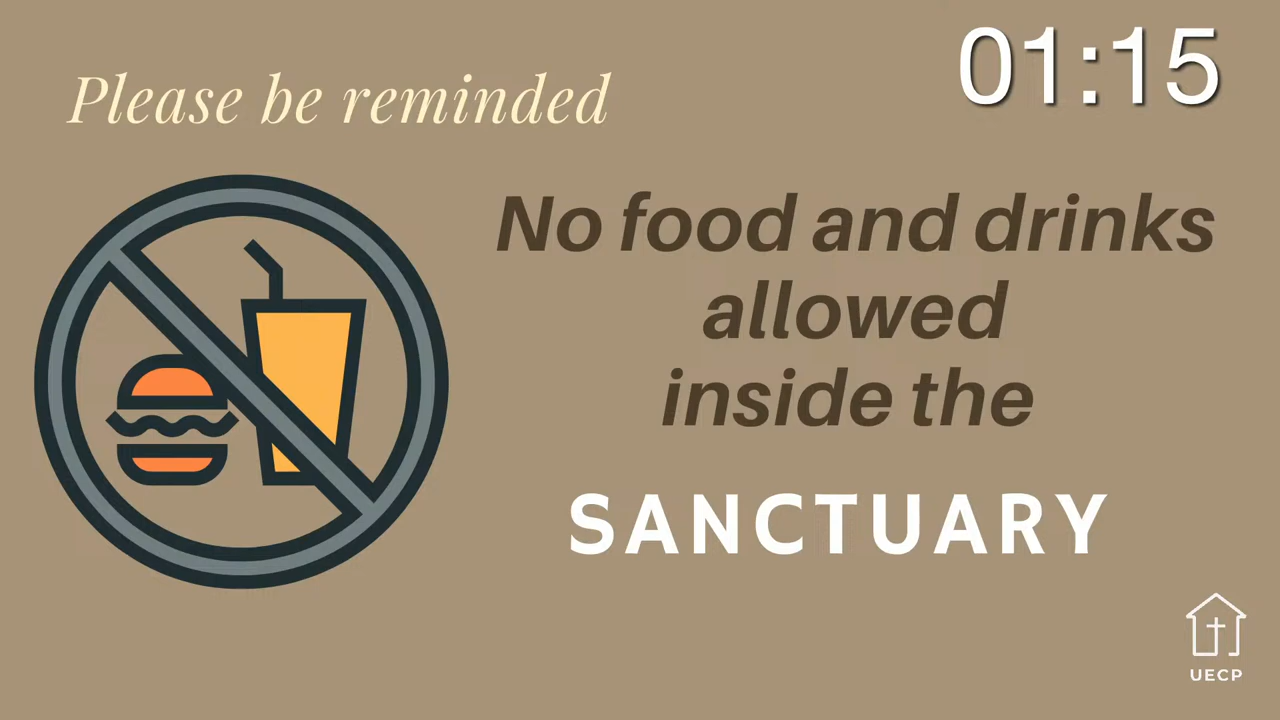 01:15
Please be reminded
No food and drinks
allowed
inside the
SANCTUARY
UECP